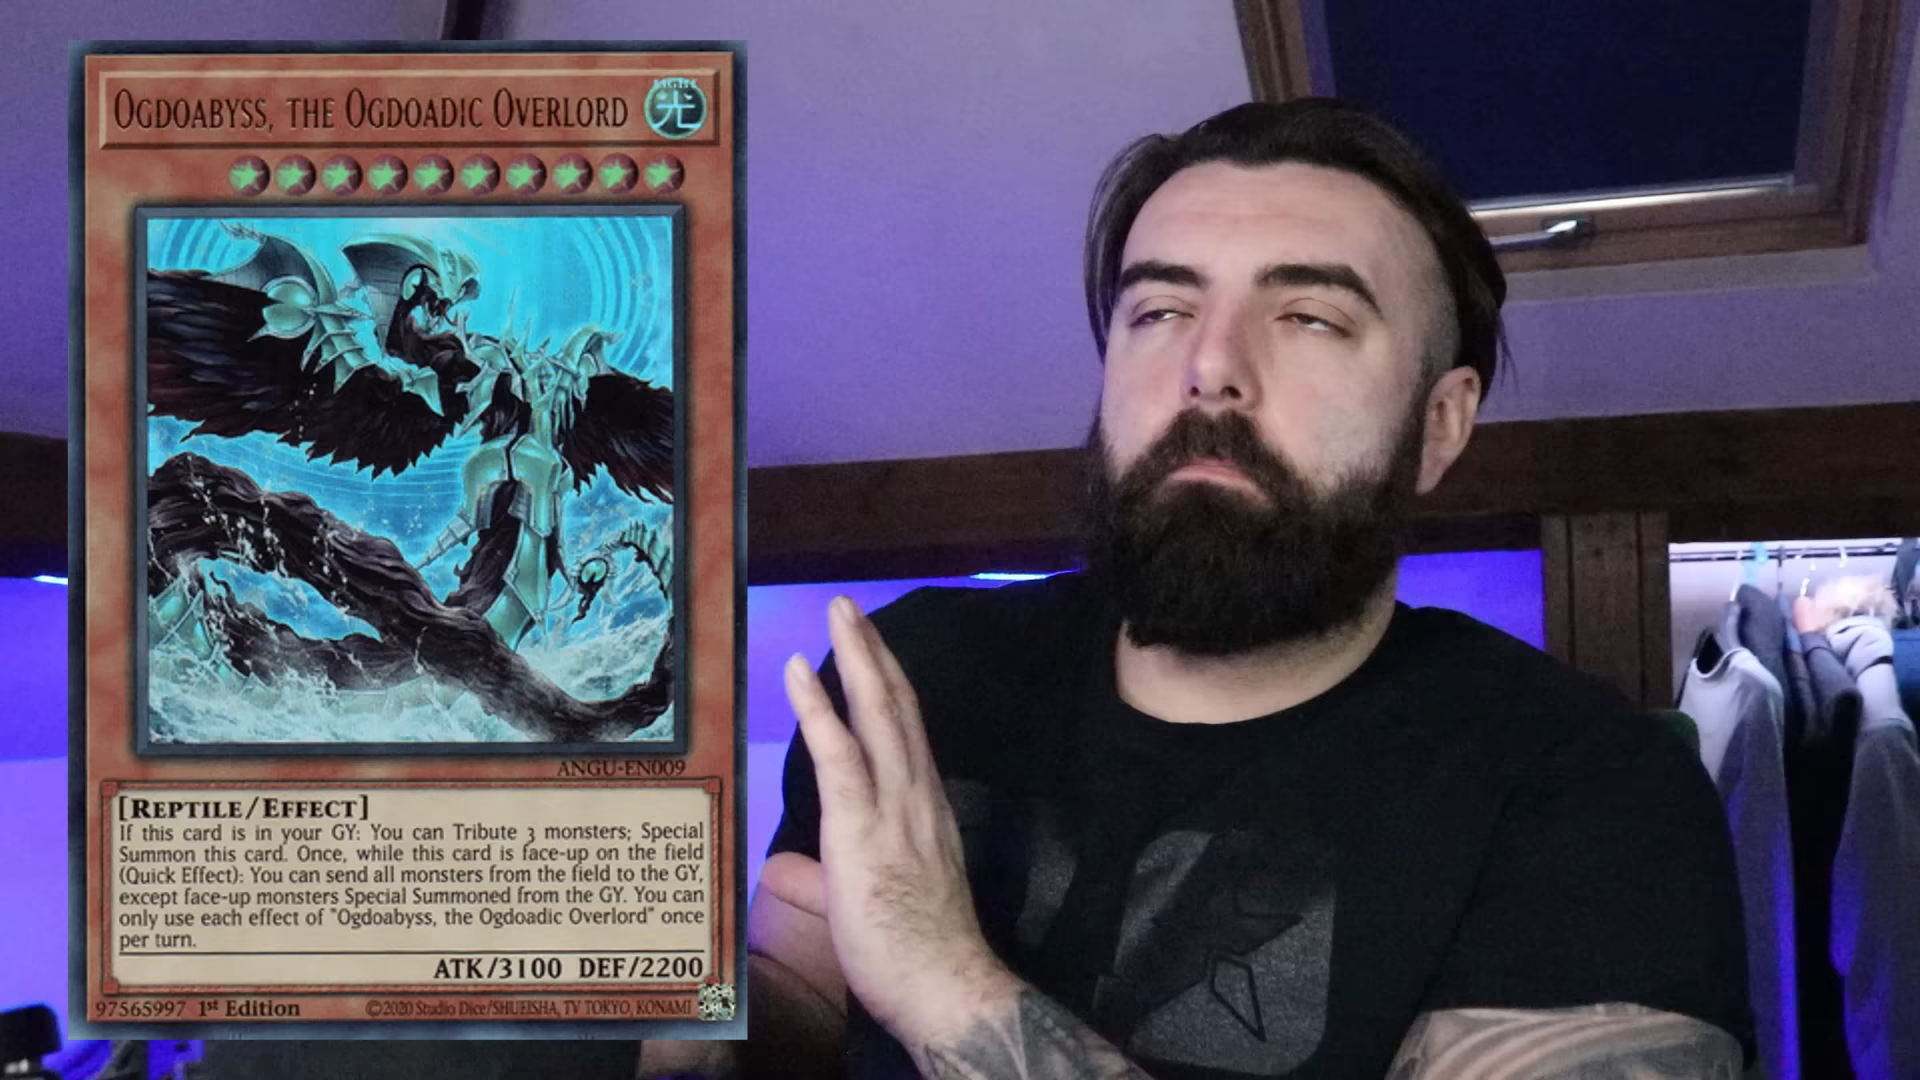 OGDOABYSS, THE OGDOADIC OVERLORD
LIGHT
光
ANGU-EN009
[REPTILE/EFFECT]
If this card is in your GY: You can Tribute 3 monsters; Special
Summon this card. Once, while this card is face-up on the field
(Quick Effect): You can send all monsters from the field to the GY,
except face-up monsters Special Summoned from the GY. You can
only use each effect of "Ogdoabyss, the Ogdoadic Overlord" once
per turn.
ATK/3100 DEF/2200
97565997 1st Edition ©2020 Studio Dice/SHUEISHA, TV TOKYO, KONAMI